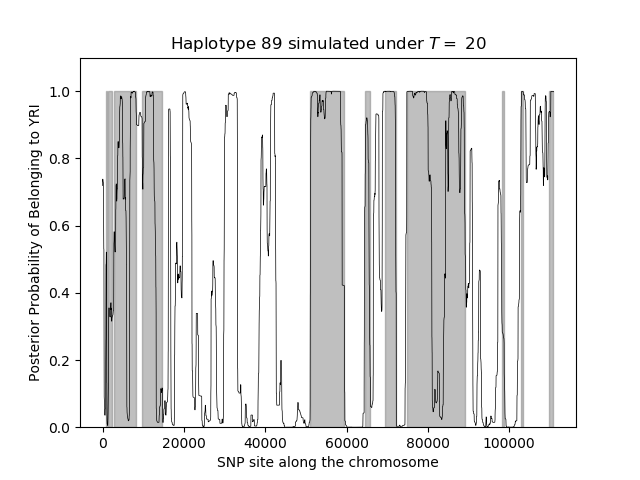 Haplotype 89 simulated under T = 20
Posterior Probability of Belonging to YRI
1.0
0.8
0.6
0.4
0.2
0.0
0 20000 40000 60000 80000 100000
SNP site along the chromosome